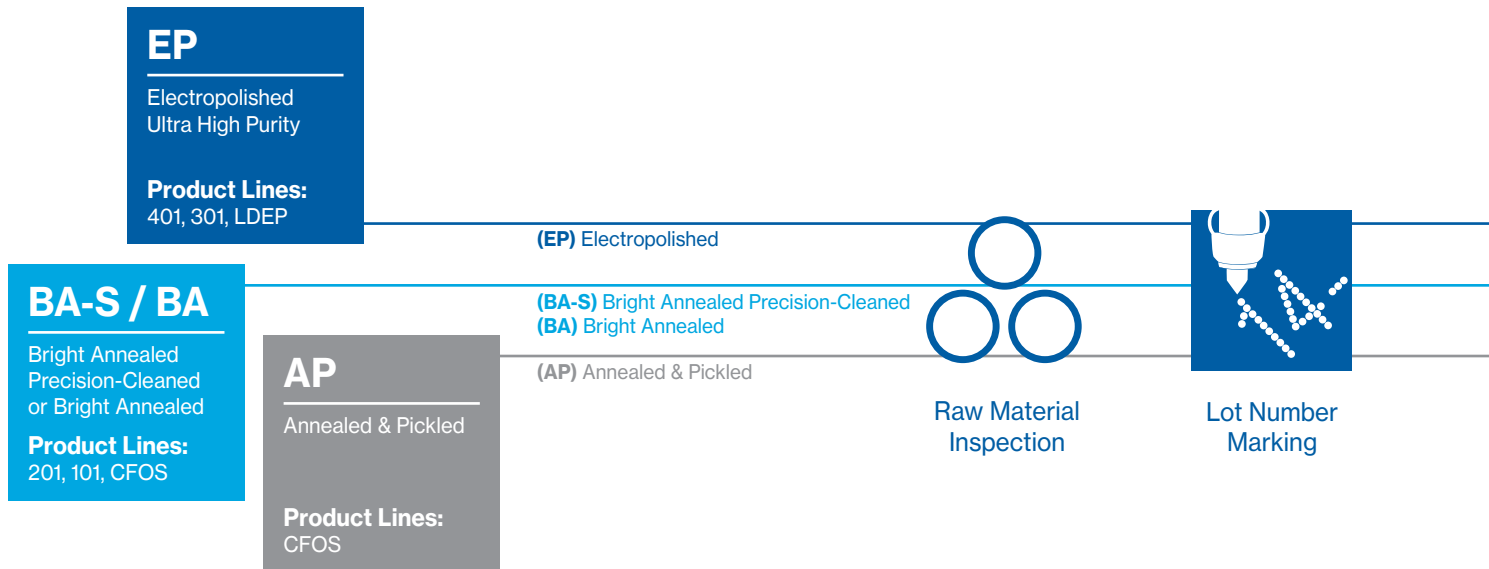 EP
Electropolished
Ultra High Purity
Product Lines:
401, 301, LDEP
BA-S / BA
Bright Annealed
Precision-Cleaned
or Bright Annealed
Product Lines:
201, 101, CFOS
AP
Annealed & Pickled
Product Lines:
CFOS
(EP) Electropolished
(BA-S) Bright Annealed Precision-Cleaned
(BA) Bright Annealed
(AP) Annealed & Pickled
Raw Material
Inspection
Lot Number
Marking